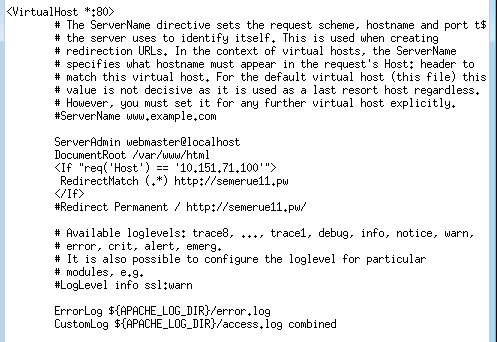 <VirtualHost *:80>
# The ServerName directive sets the request scheme, hostname and port t$
# the server uses to identify itself. This is used when creating
# redirection URLs. In the context of virtual hosts, the ServerName
# specifies what hostname must appear in the request's Host: header to
# match this virtual host. For the default virtual host (this file) this
# value is not decisive as it is used as a last resort host regardless.
# However, you must set it for any further virtual host explicitly.
#ServerName www.example.com
ServerAdmin webmaster@localhost
DocumentRoot /var/www/html
<If "req('Host') == '10.151.71.100'">
RedirectMatch (.*) http://semerue11.pw
</If>
#Redirect Permanent / http://semerue11.pw/
# Available loglevels: trace8, ..., trace1, debug, info, notice, warn,
# error, crit, alert, emerg.
# It is also possible to configure the loglevel for particular
# modules, e.g.
#LogLevel info ssl:warn
ErrorLog ${APACHE_LOG_DIR}/error.log
CustomLog ${APACHE_LOG_DIR}/access.log combined